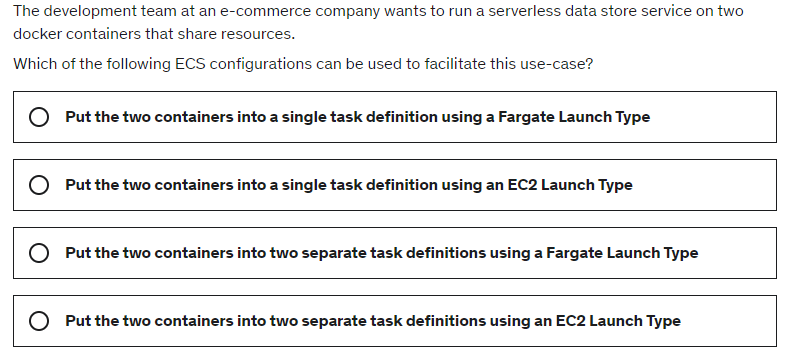 The development team at an e-commerce company wants to run a serverless data store service on two
docker containers that share resources.
Which of the following ECS configurations can be used to facilitate this use-case?
Put the two containers into a single task definition using a Fargate Launch Type
Put the two containers into a single task definition using an EC2 Launch Type
Put the two containers into two separate task definitions using a Fargate Launch Type
Put the two containers into two separate task definitions using an EC2 Launch Type